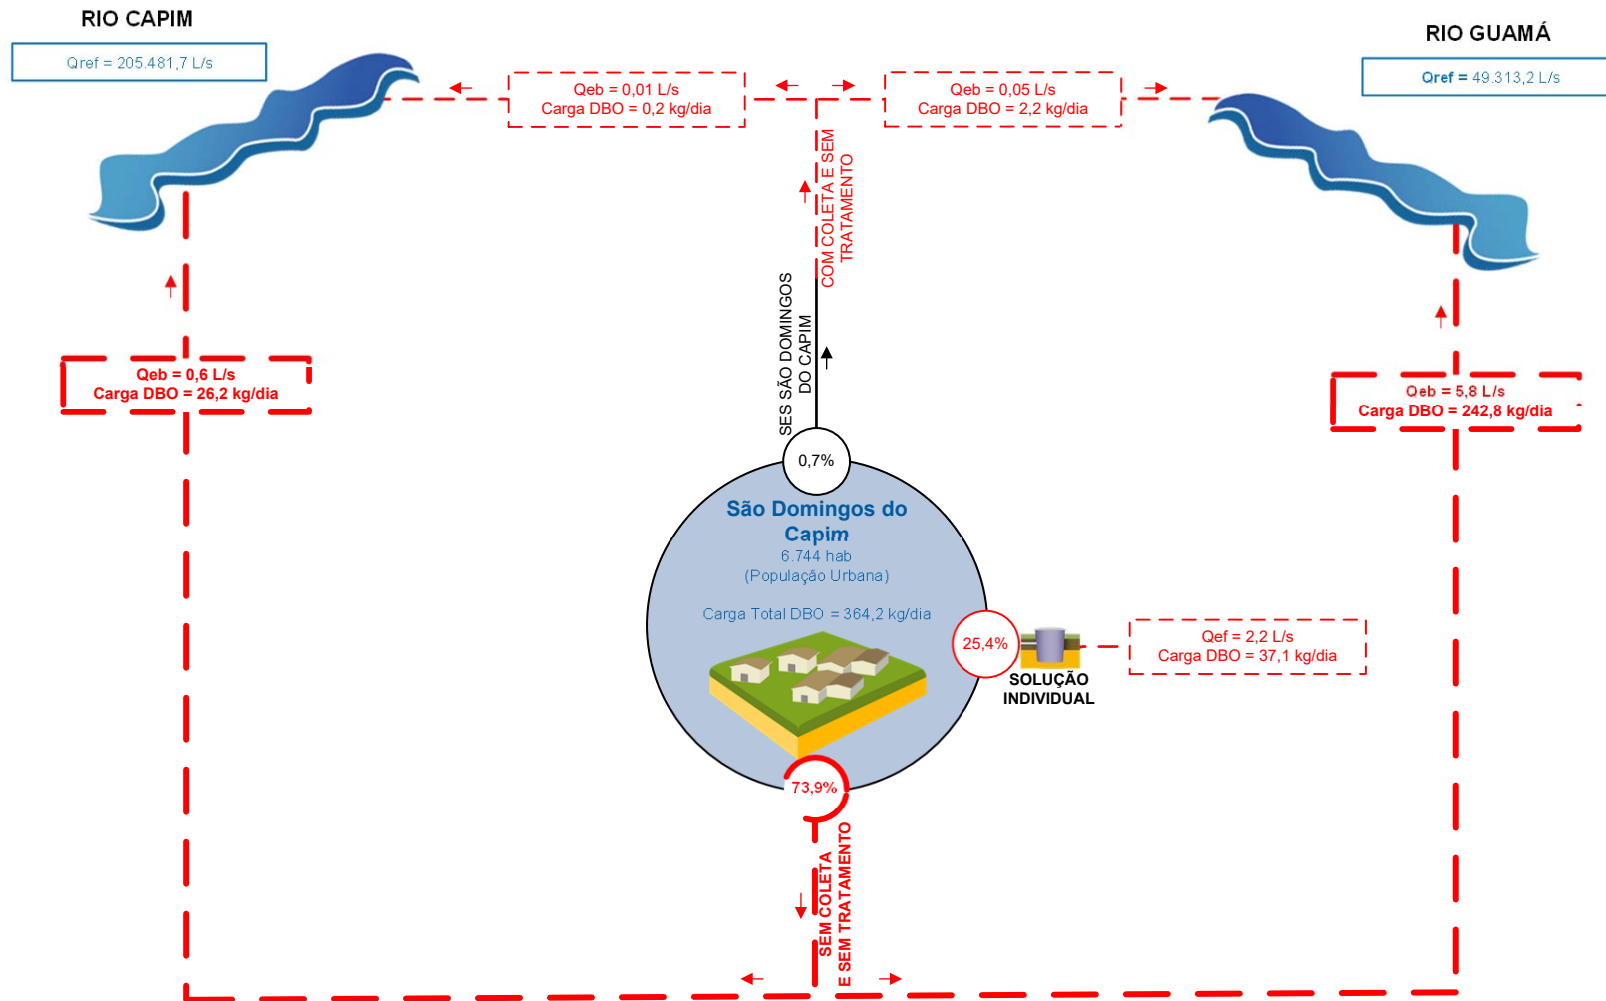 RIO CAPIM
Qref = 205.481,7 L/s
RIO GUAMÁ
Qref = 49.313,2 L/s
Qeb = 0,01 L/s
Carga DBO = 0,2 kg/dia
Qeb = 0,05 L/s
Carga DBO = 2,2 kg/dia
COM COLETA E SEM
TRATAMENTO
SES SÃO DOMINGOS
DO CAPIM
Qeb = 0,6 L/s
Carga DBO = 26,2 kg/dia
Qeb = 5,8 L/s
Carga DBO = 242,8 kg/dia
0,7%
São Domingos do
Capim
6.744 hab
(População Urbana)
Carga Total DBO = 364,2 kg/dia
25,4%
SOLUÇÃO
INDIVIDUAL
Qef = 2,2 L/s
Carga DBO = 37,1 kg/dia
73,9%
SEM COLETA
E SEM TRATAMENTO